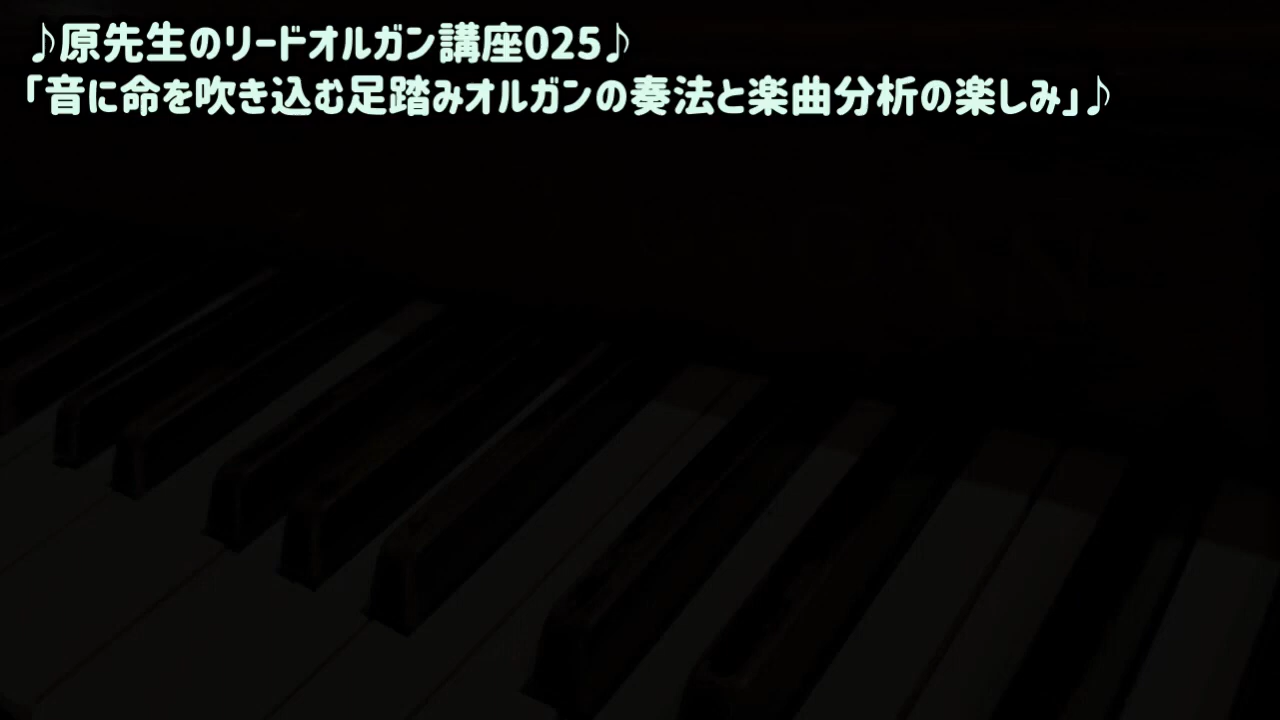 ♪原先生のリードオルガン講座025♪
「音に命を吹き込む足踏みオルガンの奏法と楽曲分析の楽しみ」♪